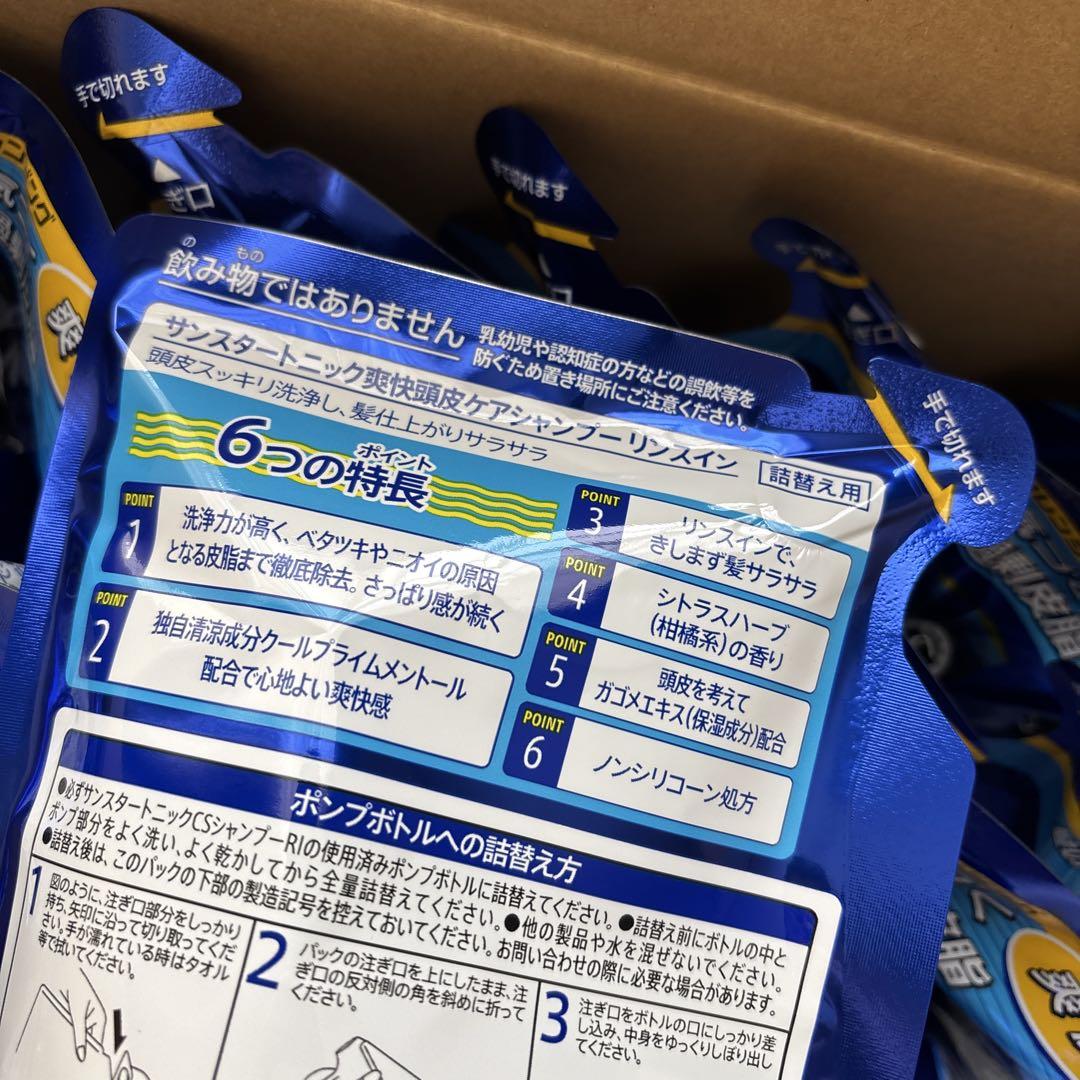 手で切れます
ぎ口
手で切れます
手で切れます
飲み物ではありません
の
もの
乳幼児や認知症の方などの誤飲等を
防ぐため置き場所にご注意ください。
サンスタートニック爽快頭皮ケアシャンプーリンスイン
詰替え用
頭皮スッキリ洗浄し、髪仕上がりサラサラ
6つの特長
ポイント
POINT
1
洗浄力が高く、ベタツキやニオイの原因
となる皮脂まで徹底除去。さっぱり感が続く
POINT
2
独自清涼成分クールプライムメントール
配合で心地よい爽快感
POINT
3
リンスインで、
きしまず髪サラサラ
POINT
4
シトラスハーブ
(柑橘系)の香り
POINT
5
頭皮を考えて
ガゴメエキス(保湿成分)配合
POINT
6
ノンシリコーン処方
ポンプボトルへの詰替え方
●必ずサンスタートニックCSシャンプーRIの使用済みポンプボトルに詰替えてください。●詰替え前にボトルの中と
ポンプ部分をよく洗い、よく乾かしてから全量詰替えてください。●他の製品や水を混ぜないでください。
●詰替え後は、このパックの下部の製造記号を控えておいてください。お問い合わせの際に必要な場合があります。
1
図のように、注ぎ口部分をしっかり
持ち、矢印に沿って切り取ってくだ
さい。手が濡れている時はタオル
等で拭いてください。
2
パックの注ぎ口を上にしたまま、注
ぎ口の反対側の角を斜めに折って
ください。
3
注ぎ口をボトルの口にしっかり差
し込み、中身をゆっくりしぼり出し
てください。
爽
皮脂
脂
爽